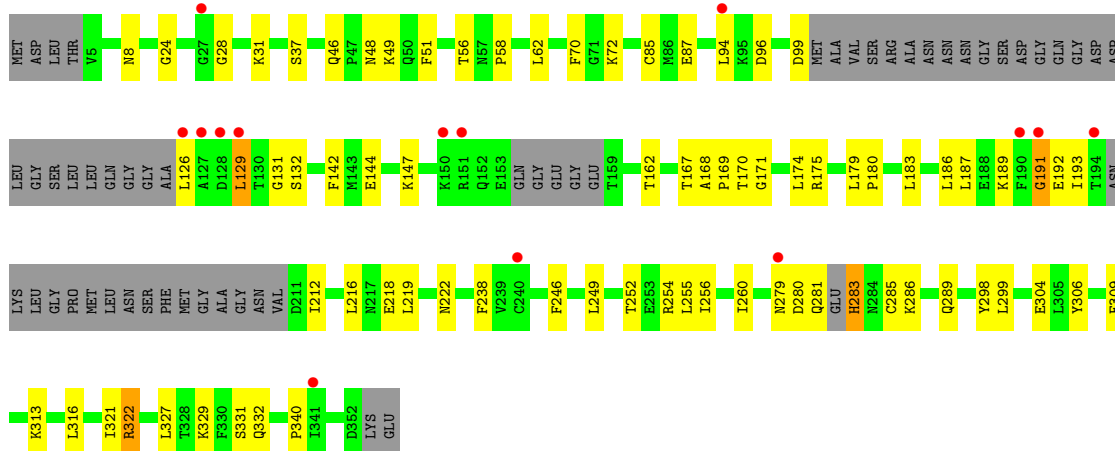 MET ASP LEU THR V5 N8 G24 G27 G28 K31 S37 Q46 P47 N48 K49 Q50 F51 T56 N57 P58 L62 F70 G71 K72 C85 M86 E87 L94 K95 D96 D99 MET ALA VAL SER ARG ALA ASN ASN ASN GLY SER ASP GLY GLN GLY ASP ASP
LEU GLY SER LEU LEU GLN GLY GLY ALA L126 A127 D128 L129 T130 G131 S132 F142 M143 E144 K147 K150 R151 Q152 E153 GLN GLY GLU GLY GLU T159 T162 T167 A168 P169 T170 G171 L174 R175 L179 P180 L183 L186 L187 E188 K189 F190 G191 E192 I193 T194 ASN
LYS LEU GLY PRO MET LEU ASN SER PHE MET GLY ALA GLY ASN VAL D211 I212 L216 N217 E218 L219 N222 F238 V239 C240 F246 L249 T252 E253 R254 L255 I256 I260 N279 D280 Q281 GLU H283 N284 C285 K286 Q289 Y298 L299 E304 L305 Y306 E309
K313 L316 I321 R322 L327 T328 K329 F330 S331 Q332 P340 I341 D352 LYS GLU